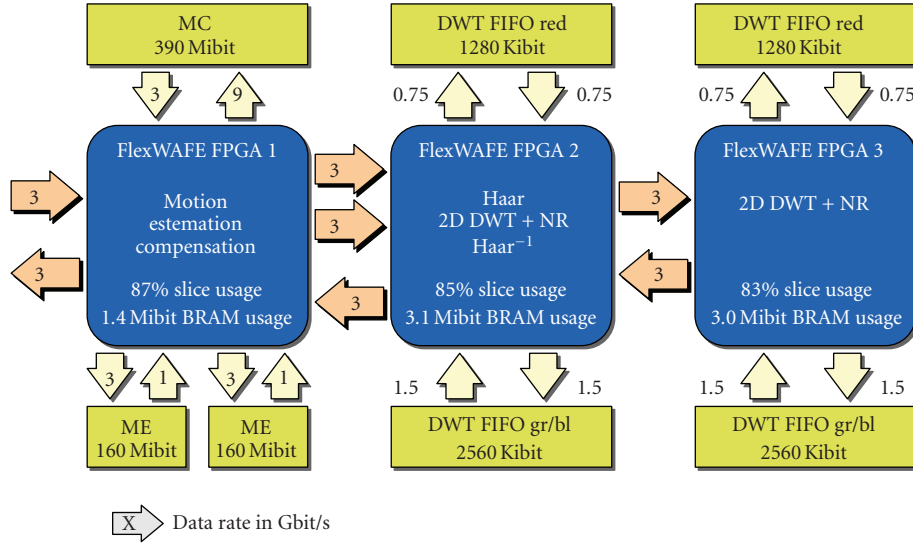 MC
390 Mibit
DWT FIFO red
1280 Kibit
DWT FIFO red
1280 Kibit
3
9
0.75
0.75
0.75
0.75
FlexWAFE FPGA 1
FlexWAFE FPGA 2
FlexWAFE FPGA 3
3
3
3
3
3
3
3
3
Motion
estemation
compensation
Haar
2D DWT + NR
Haar⁻¹
2D DWT + NR
87% slice usage
1.4 Mibit BRAM usage
85% slice usage
3.1 Mibit BRAM usage
83% slice usage
3.0 Mibit BRAM usage
3
1
3
1
1.5
1.5
1.5
1.5
ME
160 Mibit
ME
160 Mibit
DWT FIFO gr/bl
2560 Kibit
DWT FIFO gr/bl
2560 Kibit
X Data rate in Gbit/s